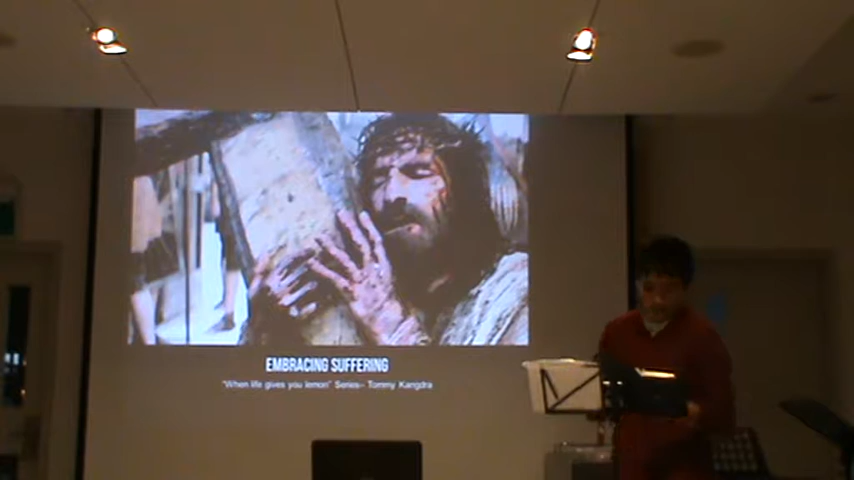 EMBRACING SUFFERING
"When life gives you lemon" Series- Tommy Kangdra